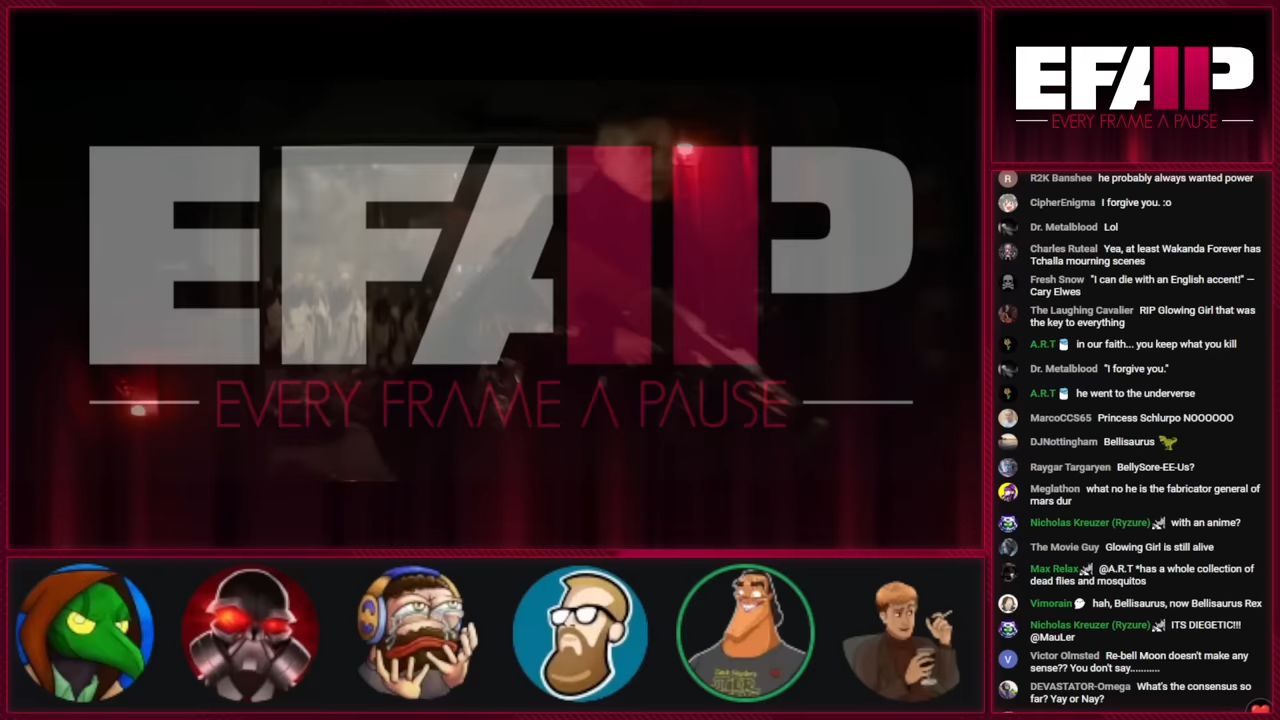 EFAP
EVERY FRAME A PAUSE
EFAP
EVERY FRAME A PAUSE
R R2K Banshee he probably always wanted power
CipherEnigma I forgive you. :o
Dr. Metalblood Lol
Charles Ruteal Yea, at least Wakanda Forever has
Tchalla mourning scenes
Fresh Snow "I can die with an English accent!" —
Cary Elwes
The Laughing Cavalier RIP Glowing Girl that was
the key to everything
A.R.T in our faith... you keep what you kill
Dr. Metalblood "I forgive you."
A.R.T he went to the underverse
MarcoCCS65 Princess Schlurpo NOOOOOO
DJNottingham Bellisaurus
Raygar Targaryen BellySore-EE-Us?
Meglathon what no he is the fabricator general of
mars dur
Nicholas Kreuzer (Ryzure) with an anime?
The Movie Guy Glowing Girl is still alive
Max Relax @A.R.T *has a whole collection of
dead flies and mosquitos
Vimorain hah, Bellisaurus, now Bellisaurus Rex
Nicholas Kreuzer (Ryzure) ITS DIEGETIC!!!
@MauLer
V Victor Olmsted Re-bell Moon doesn't make any
sense?? You don't say...........
DEVASTATOR-Omega What's the consensus so
far? Yay or Nay?